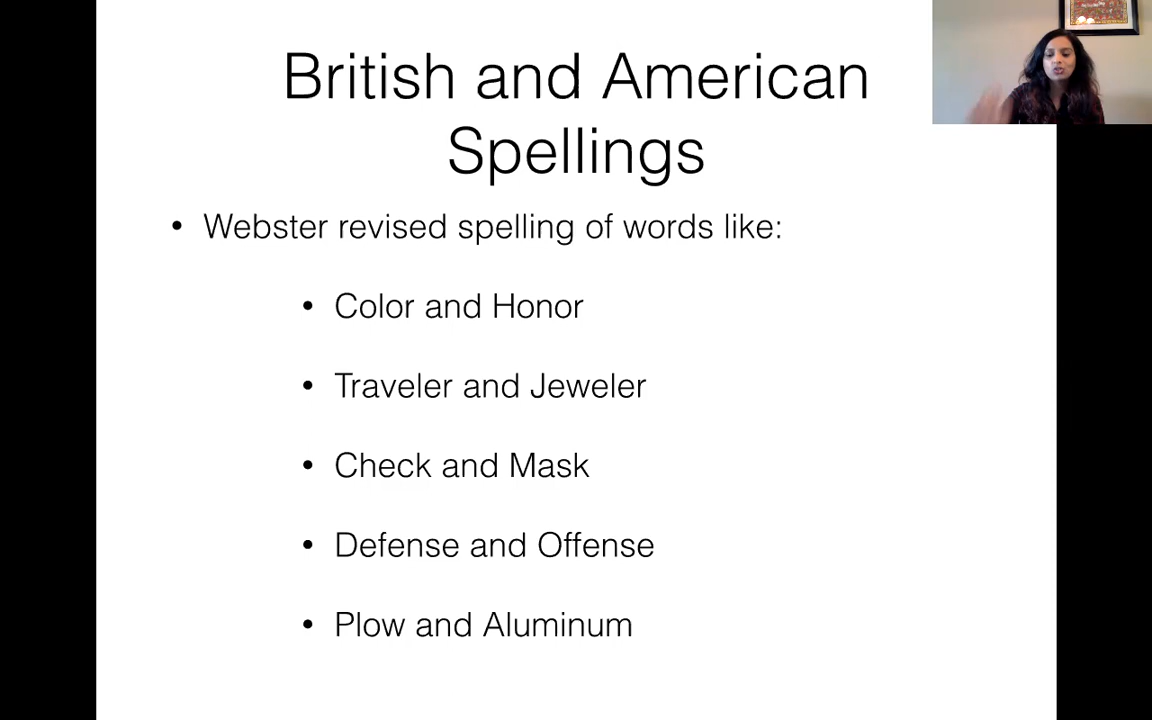 British and American
Spellings
• Webster revised spelling of words like:
• Color and Honor
• Traveler and Jeweler
• Check and Mask
• Defense and Offense
• Plow and Aluminum